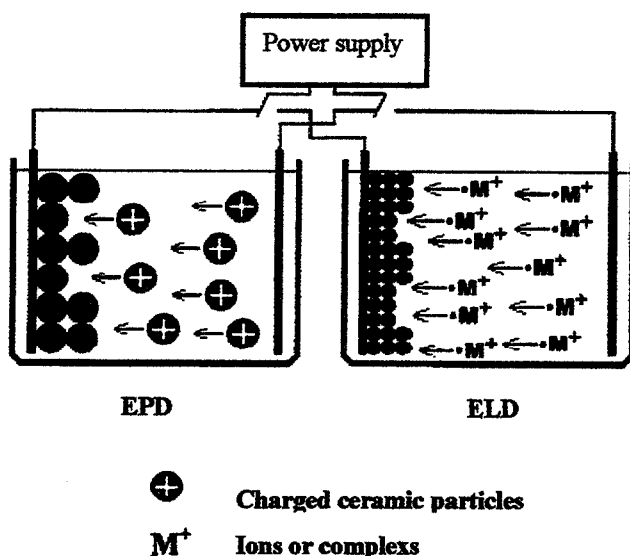 Power supply
M⁺ M⁺
M⁺ M⁺
M⁺
M⁺
M⁺ M⁺
M⁺
M⁺ M⁺
EPD ELD
+ Charged ceramic particles
M⁺ Ions or complexs